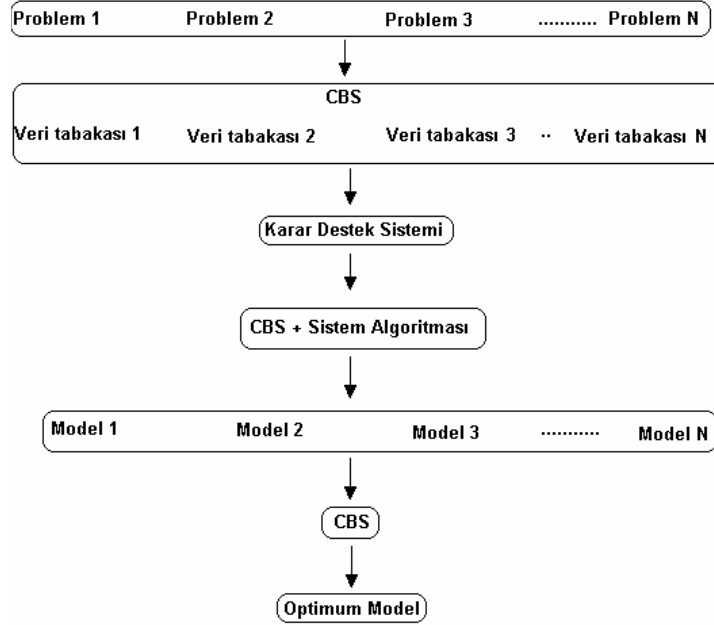 Problem 1 Problem 2 Problem 3 ........... Problem N
CBS
Veri tabakası 1 Veri tabakası 2 Veri tabakası 3 .. Veri tabakası N
Karar Destek Sistemi
CBS + Sistem Algoritması
Model 1 Model 2 Model 3 ........... Model N
CBS
Optimum Model